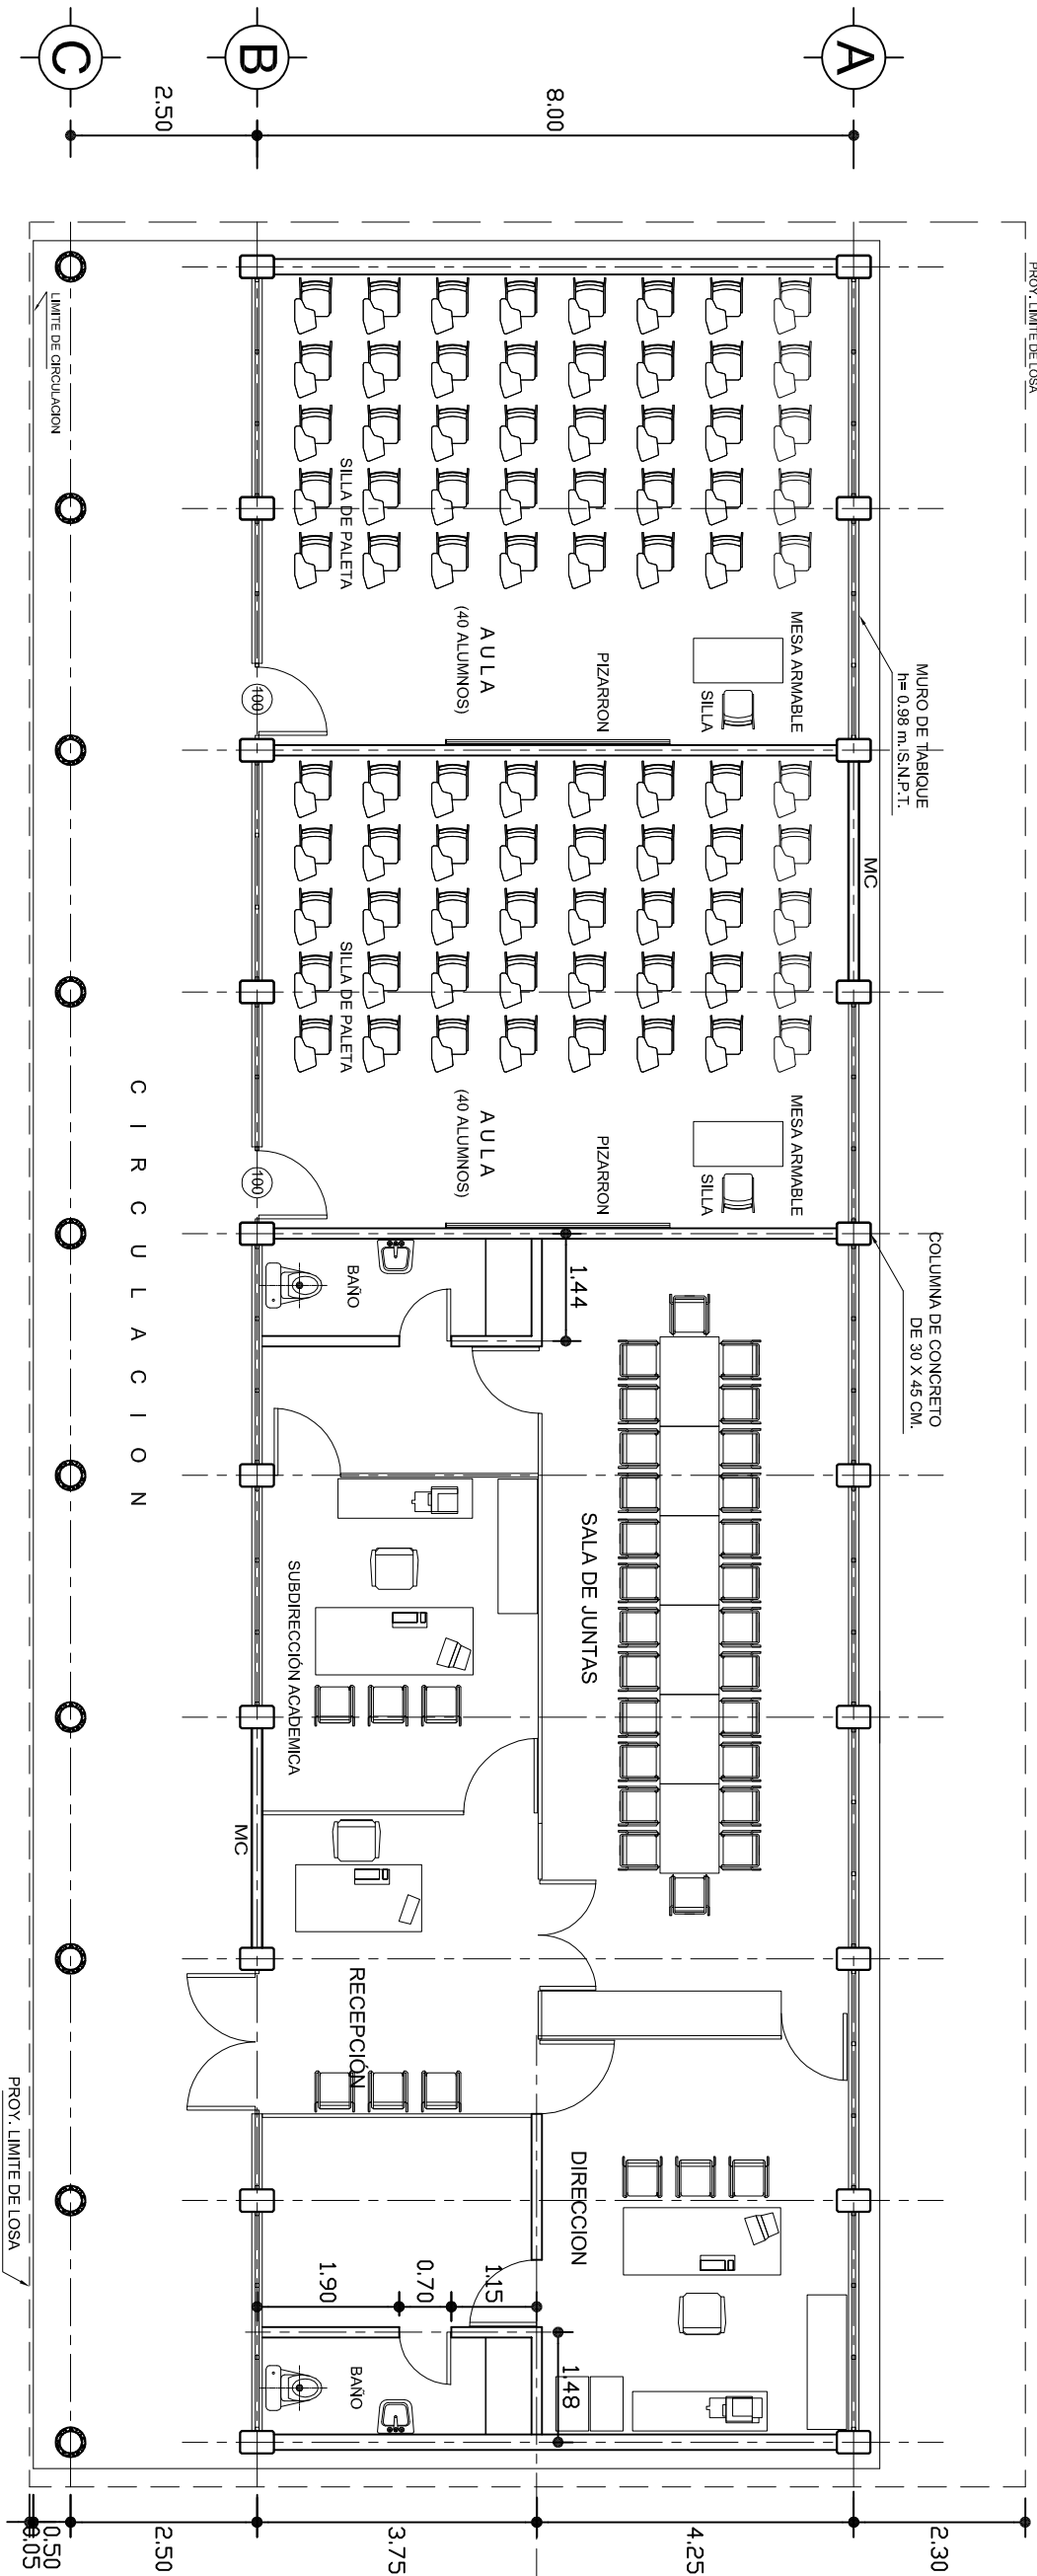 C
B
A
2.50
8.00
PROY. LIMITE DE LOSA
LIMITE DE CIRCULACION
SILLA DE PALETA
A U L A
(40 ALUMNOS)
PIZARRON
MESA ARMABLE
SILLA
100
MURO DE TABIQUE
h= 0.98 m.S.N.P.T.
MC
SILLA DE PALETA
A U L A
(40 ALUMNOS)
PIZARRON
MESA ARMABLE
SILLA
100
COLUMNA DE CONCRETO
DE 30 X 45 CM.
C I R C U L A C I O N
BAÑO
1.44
SALA DE JUNTAS
SUBDIRECCIÓN ACADEMICA
MC
RECEPCIÓN
DIRECCION
1.90
0.70
1.15
1.48
BAÑO
PROY. LIMITE DE LOSA
0.05
0.50
2.50
3.75
4.25
2.30